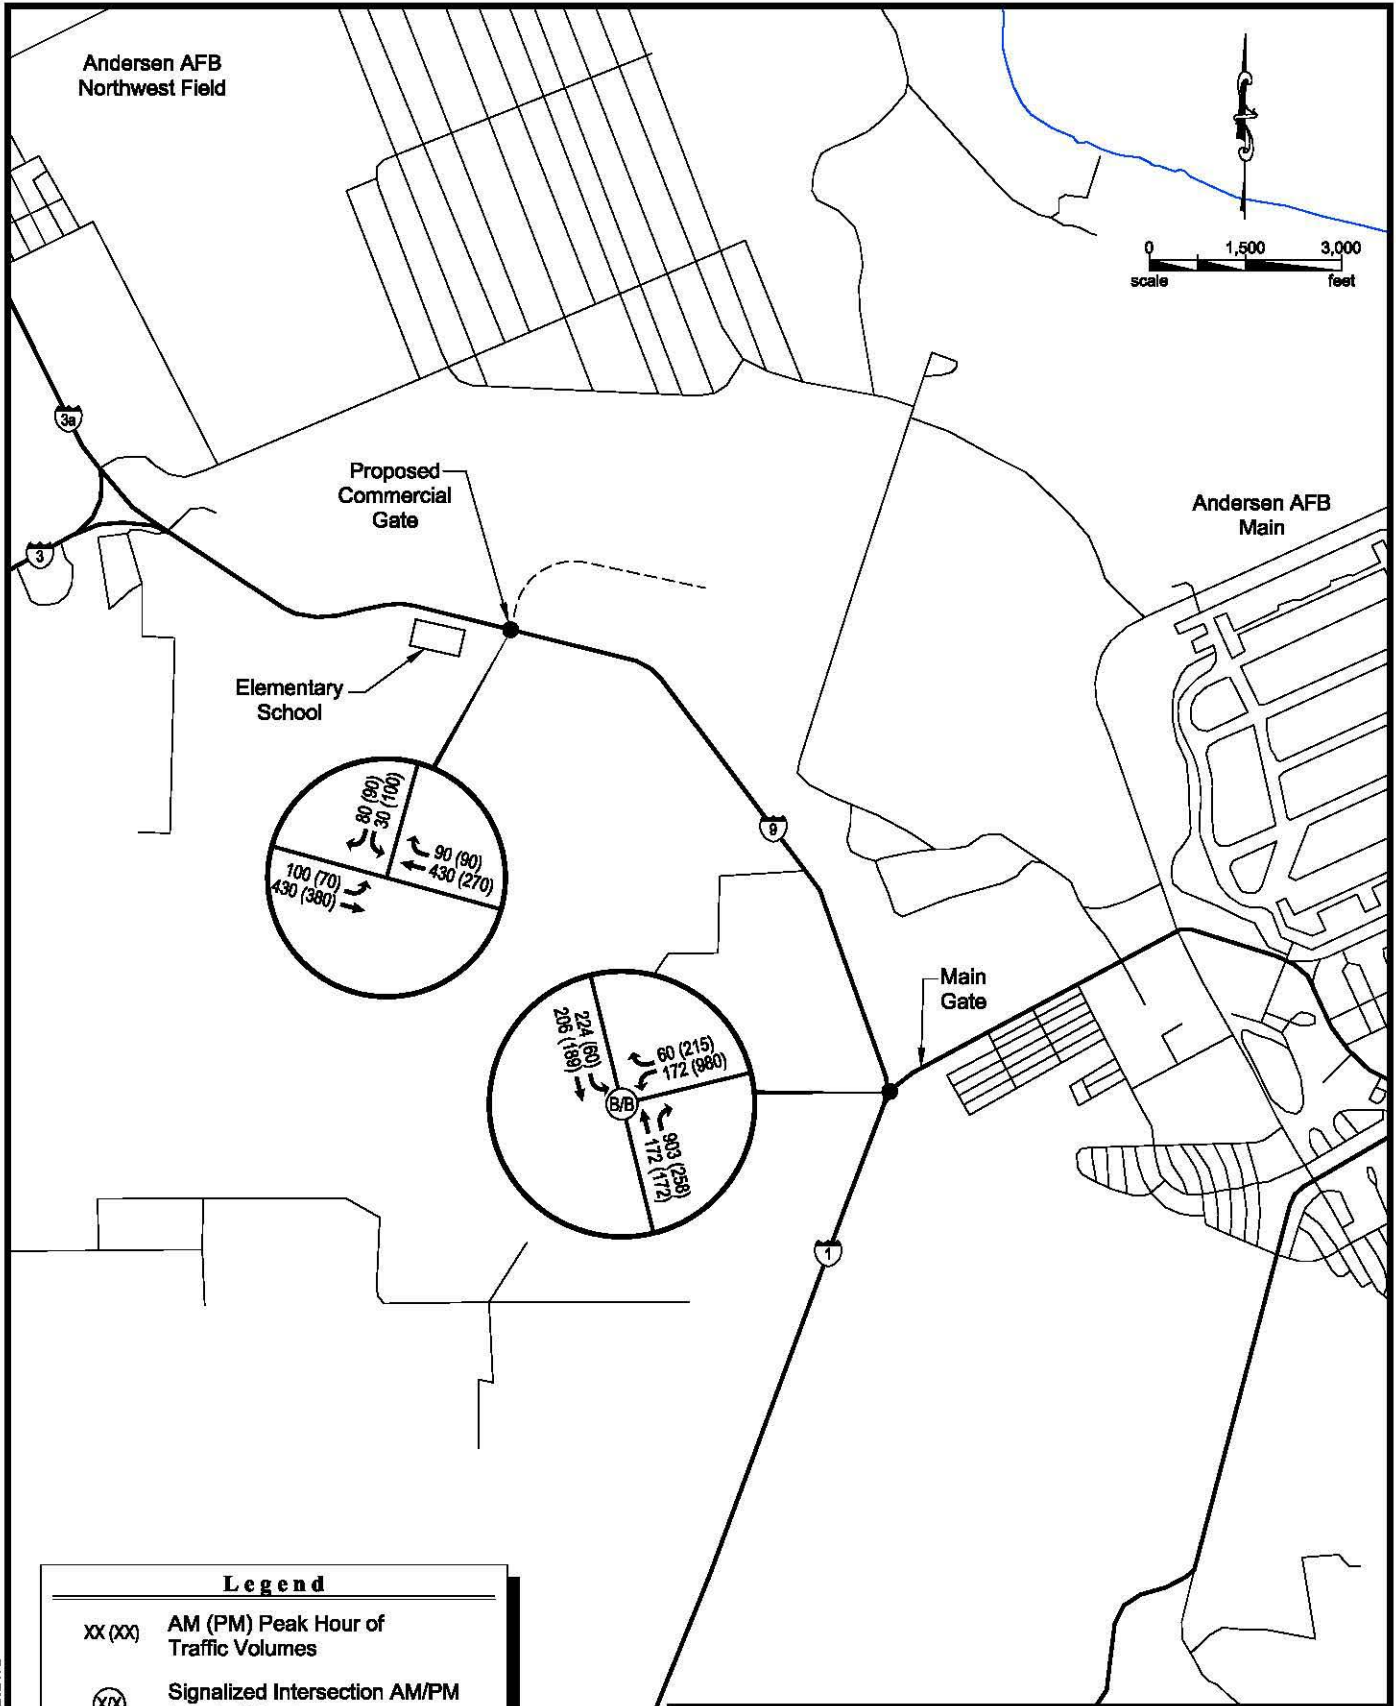 Andersen AFB
Northwest Field
0 1,500 3,000
scale feet
3a
Proposed
Commercial
Gate
Andersen AFB
Main
3
Elementary
School
80 (90)
30 (100)
90 (90)
430 (270)
100 (70)
430 (380)
9
Main
Gate
224 (60)
206 (189)
60 (215)
172 (980)
B/B
903 (258)
172 (172)
1
Legend
XX (XX) AM (PM) Peak Hour of
Traffic Volumes
X/X Signalized Intersection AM/PM